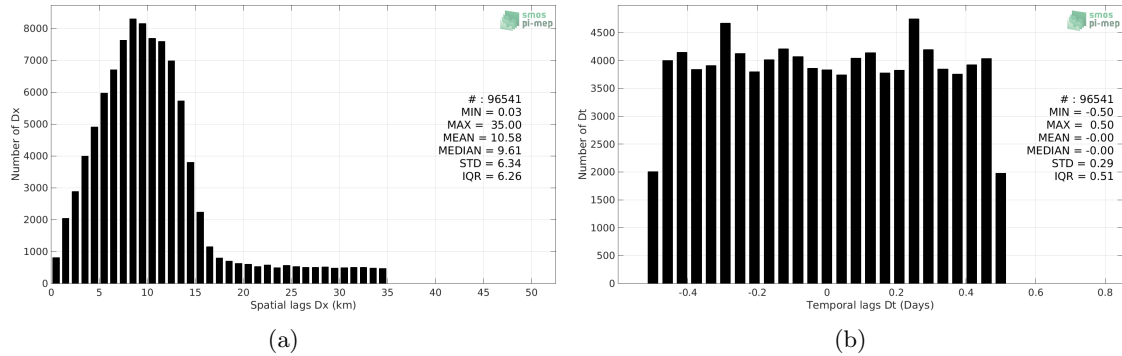 8000
7000
6000
5000
4000
3000
2000
1000
0
Number of Dx
smos
pi-mep
# : 96541
MIN = 0.03
MAX = 35.00
MEAN = 10.58
MEDIAN = 9.61
STD = 6.34
IQR = 6.26
0 5 10 15 20 25 30 35 40 45 50
Spatial lags Dx (km)
(a)
4500
4000
3500
3000
2500
2000
1500
1000
500
0
Number of Dt
smos
pi-mep
# : 96541
MIN = -0.50
MAX = 0.50
MEAN = -0.00
MEDIAN = -0.00
STD = 0.29
IQR = 0.51
-0.4 -0.2 0 0.2 0.4 0.6 0.8
Temporal lags Dt (Days)
(b)